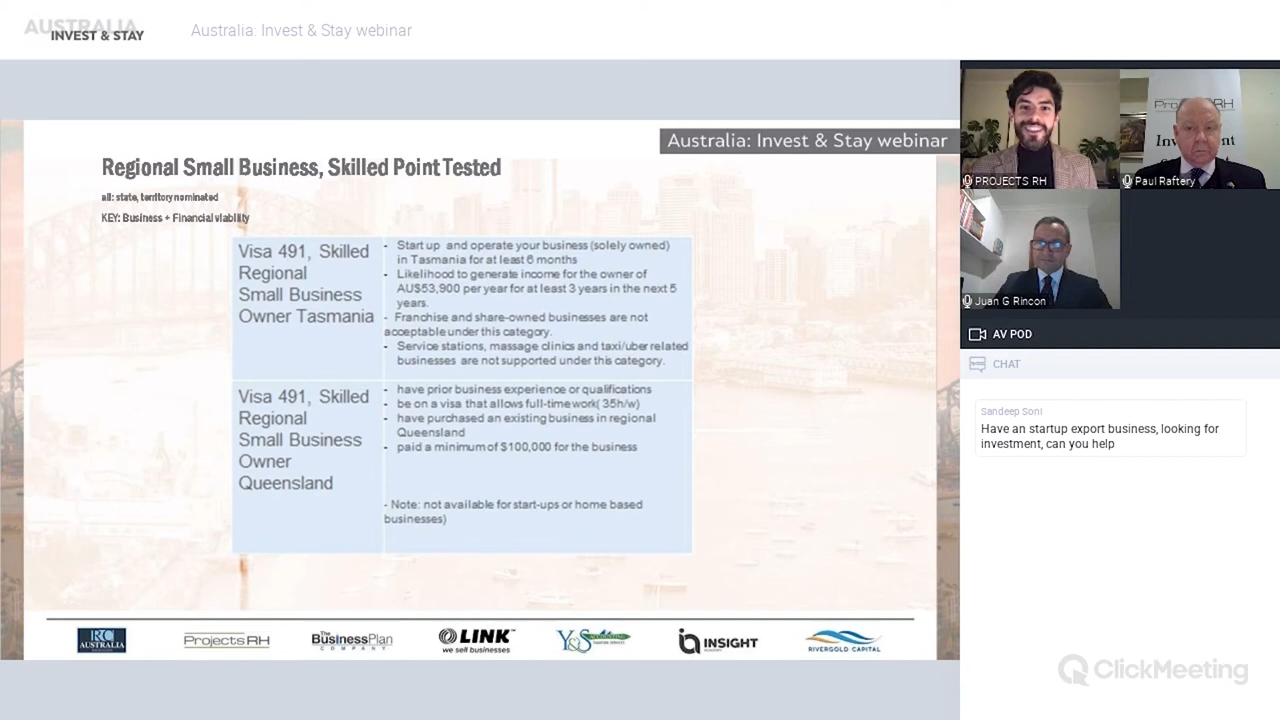 AUSTRALIA
INVEST & STAY
Australia: Invest & Stay webinar
Australia: Invest & Stay webinar
Regional Small Business, Skilled Point Tested
all: state, territory nominated
KEY: Business + Financial viability
Visa 491, Skilled
Regional
Small Business
Owner Tasmania
- Start up and operate your business (solely owned)
in Tasmania for at least 6 months
- Likelihood to generate income for the owner of
AU$53,900 per year for at least 3 years in the next 5
years.
- Franchise and share-owned businesses are not
acceptable under this category.
- Service stations, massage clinics and taxi/uber related
businesses are not supported under this category.
Visa 491, Skilled
Regional
Small Business
Owner
Queensland
- have prior business experience or qualifications
- be on a visa that allows full-time work( 35h/w)
- have purchased an existing business in regional
Queensland
- paid a minimum of $100,000 for the business
- Note: not available for start-ups or home based
businesses)
RC
AUSTRALIA
ProjectsRH
The
BusinessPlan
COMPANY
LINK
we sell businesses
Y&S ACCOUNTING
INSIGHT
RIVERGOLD CAPITAL
PROJECTS RH
Paul Raftery
Juan G Rincon
AV POD
CHAT
Sandeep Soni
Have an startup export business, looking for
investment, can you help
ClickMeeting